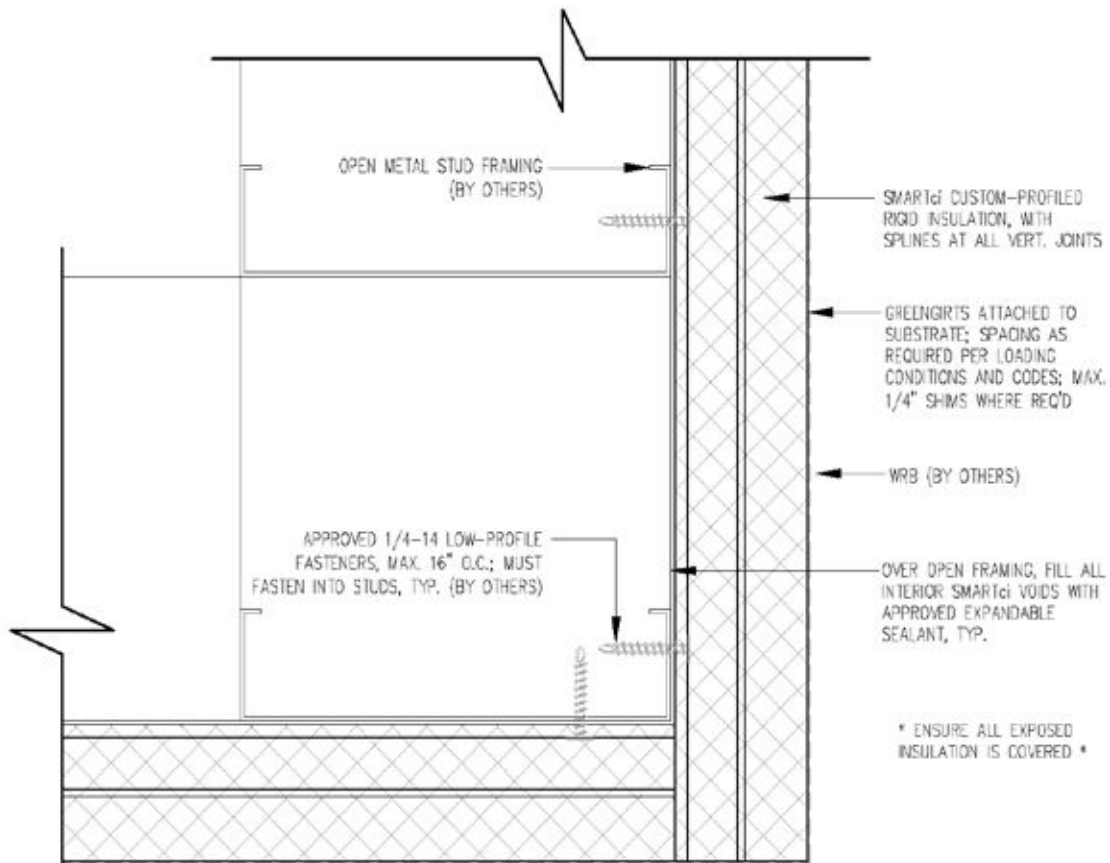 OPEN METAL STUD FRAMING
(BY OTHERS)
SMARTci CUSTOM-PROFILED
RIGID INSULATION, WITH
SPLINES AT ALL VERT. JOINTS
GREENGIRTS ATTACHED TO
SUBSTRATE; SPACING AS
REQUIRED PER LOADING
CONDITIONS AND CODES; MAX.
1/4" SHIMS WHERE REQ'D
WRB (BY OTHERS)
APPROVED 1/4-14 LOW-PROFILE
FASTENERS, MAX. 16" O.C.; MUST
FASTEN INTO STUDS, TYP. (BY OTHERS)
OVER OPEN FRAMING, FILL ALL
INTERIOR SMARTci VOIDS WITH
APPROVED EXPANDABLE
SEALANT, TYP.
* ENSURE ALL EXPOSED
INSULATION IS COVERED *